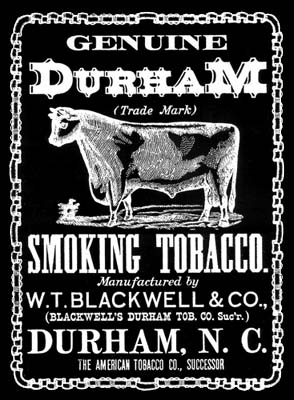 GENUINE
DURHAM
(Trade Mark)
SMOKING TOBACCO.
Manufactured by
W.T. BLACKWELL & CO.,
(BLACKWELL'S DURHAM TOB. CO. Suc'r.)
DURHAM, N. C.
THE AMERICAN TOBACCO CO., SUCCESSOR